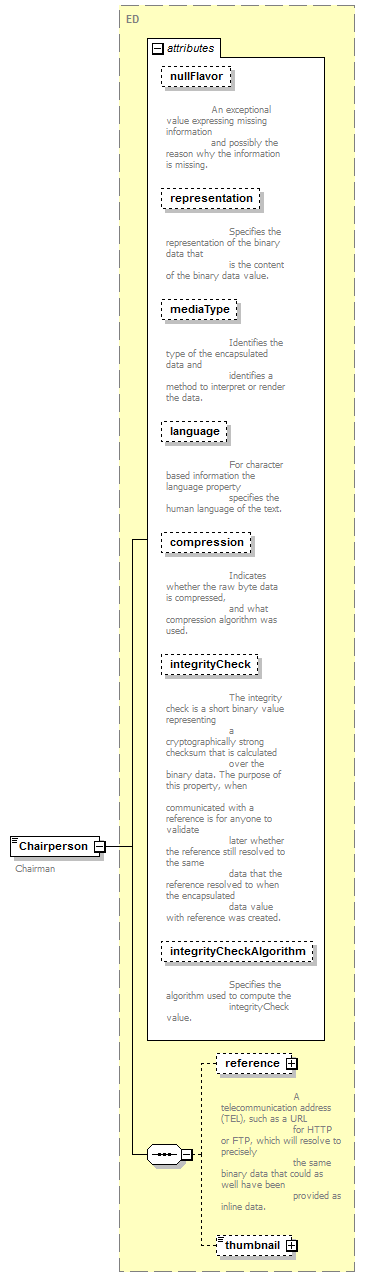 ED
attributes
nullFlavor
An exceptional
value expressing missing
information
and possibly the
reason why the information
is missing.
representation
Specifies the
representation of the binary
data that
is the content
of the binary data value.
mediaType
Identifies the
type of the encapsulated
data and
identifies a
method to interpret or render
the data.
language
For character
based information the
language property
specifies the
human language of the text.
compression
Indicates
whether the raw byte data
is compressed,
and what
compression algorithm was
used.
integrityCheck
The integrity
check is a short binary value
representing
a
cryptographically strong
checksum that is calculated
over the
binary data. The purpose of
this property, when
communicated with a
reference is for anyone to
validate
later whether
the reference still resolved to
the same
data that the
reference resolved to when
the encapsulated
data value
with reference was created.
Chairperson
Chairman
integrityCheckAlgorithm
Specifies the
algorithm used to compute the
integrityCheck
value.
reference
A
telecommunication address
(TEL), such as a URL
for HTTP
or FTP, which will resolve to
precisely
the same
binary data that could as
well have been
provided as
inline data.
thumbnail